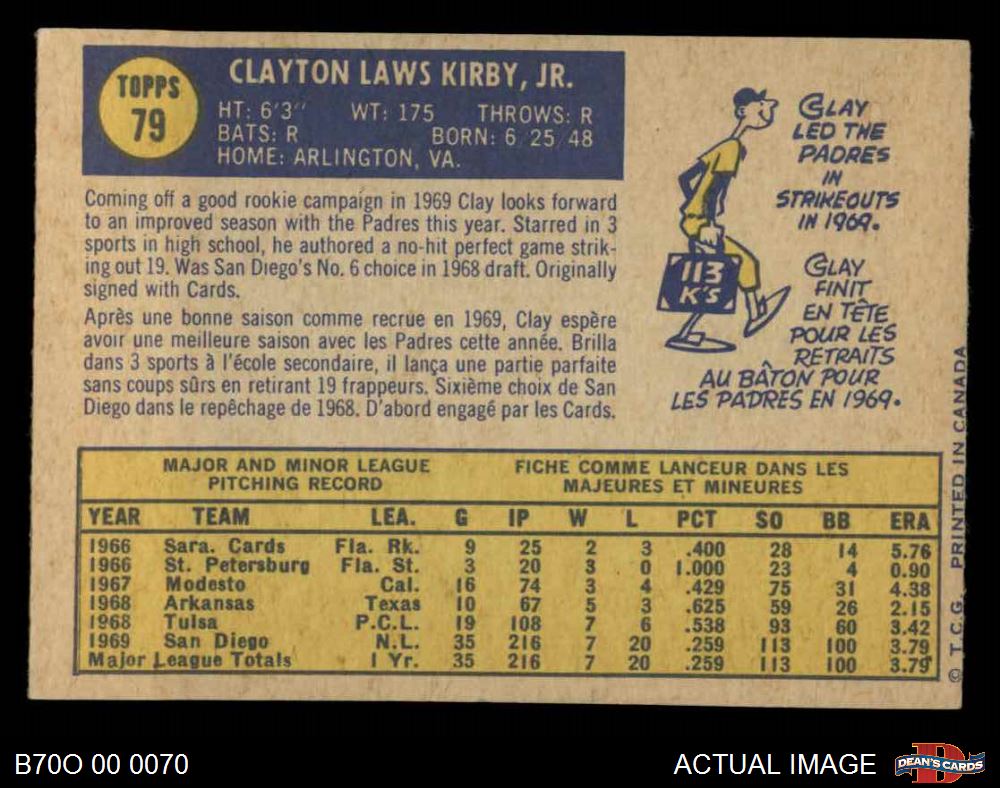 TOPPS
79
CLAYTON LAWS KIRBY, JR.
HT: 6'3" WT: 175 THROWS: R
BATS: R BORN: 6 25 48
HOME: ARLINGTON, VA.
Coming off a good rookie campaign in 1969 Clay looks forward
to an improved season with the Padres this year. Starred in 3
sports in high school, he authored a no-hit perfect game strik-
ing out 19. Was San Diego's No. 6 choice in 1968 draft. Originally
signed with Cards.
Après une bonne saison comme recrue en 1969, Clay espère
avoir une meilleure saison avec les Padres cette année. Brilla
dans 3 sports à l'école secondaire, il lança une partie parfaite
sans coups sûrs en retirant 19 frappeurs. Sixième choix de San
Diego dans le repêchage de 1968. D'abord engagé par les Cards.
CLAY
LED THE
PADRES
IN
STRIKEOUTS
IN 1969.
113
K'S
CLAY
FINIT
EN TÊTE
POUR LES
RETRAITS
AU BÂTON POUR
LES PADRES EN 1969.
MAJOR AND MINOR LEAGUE
PITCHING RECORD
FICHE COMME LANCEUR DANS LES
MAJEURES ET MINEURES
YEAR TEAM LEA. G IP W L PCT SO BB ERA
1966 Sara. Cards Fla. Rk. 9 25 2 3 .400 28 14 5.76
1966 St. Petersburg Fla. St. 3 20 3 0 1.000 23 4 0.90
1967 Modesto Cal. 16 74 3 4 .429 75 31 4.38
1968 Arkansas Texas 10 67 5 3 .625 59 26 2.15
1968 Tulsa P.C.L. 19 108 7 6 .538 93 60 3.42
1969 San Diego N.L. 35 216 7 20 .259 113 100 3.79
Major League Totals 1 Yr. 35 216 7 20 .259 113 100 3.79
© T.C.G. PRINTED IN CANADA
B70O 00 0070
ACTUAL IMAGE
DEAN'S CARDS